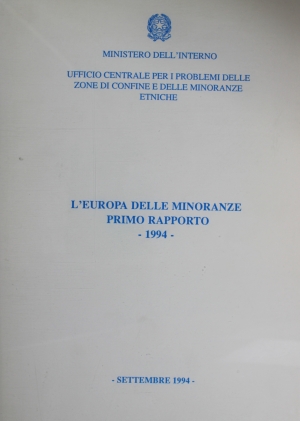 MINISTERO DELL'INTERNO
UFFICIO CENTRALE PER I PROBLEMI DELLE
ZONE DI CONFINE E DELLE MINORANZE
ETNICHE
L'EUROPA DELLE MINORANZE
PRIMO RAPPORTO
- 1994 -
- SETTEMBRE 1994 -